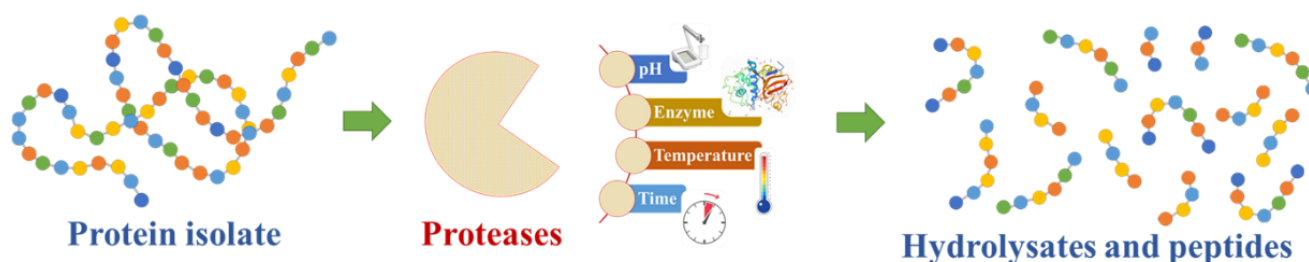 Protein isolate
Proteases
pH
Enzyme
Temperature
Time
Hydrolysates and peptides